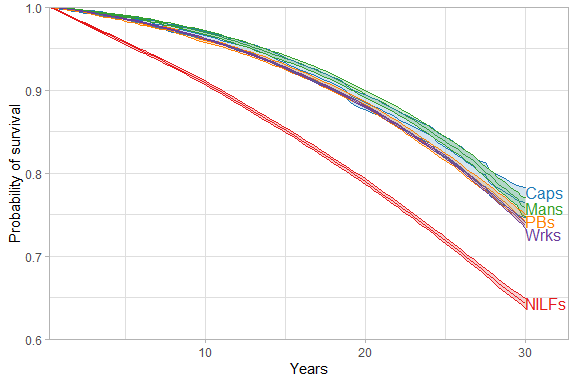 1.0
0.9
0.8
0.7
0.6
Probability of survival
Caps
Mans
PBs
Wrks
NILFs
10
20
30
Years